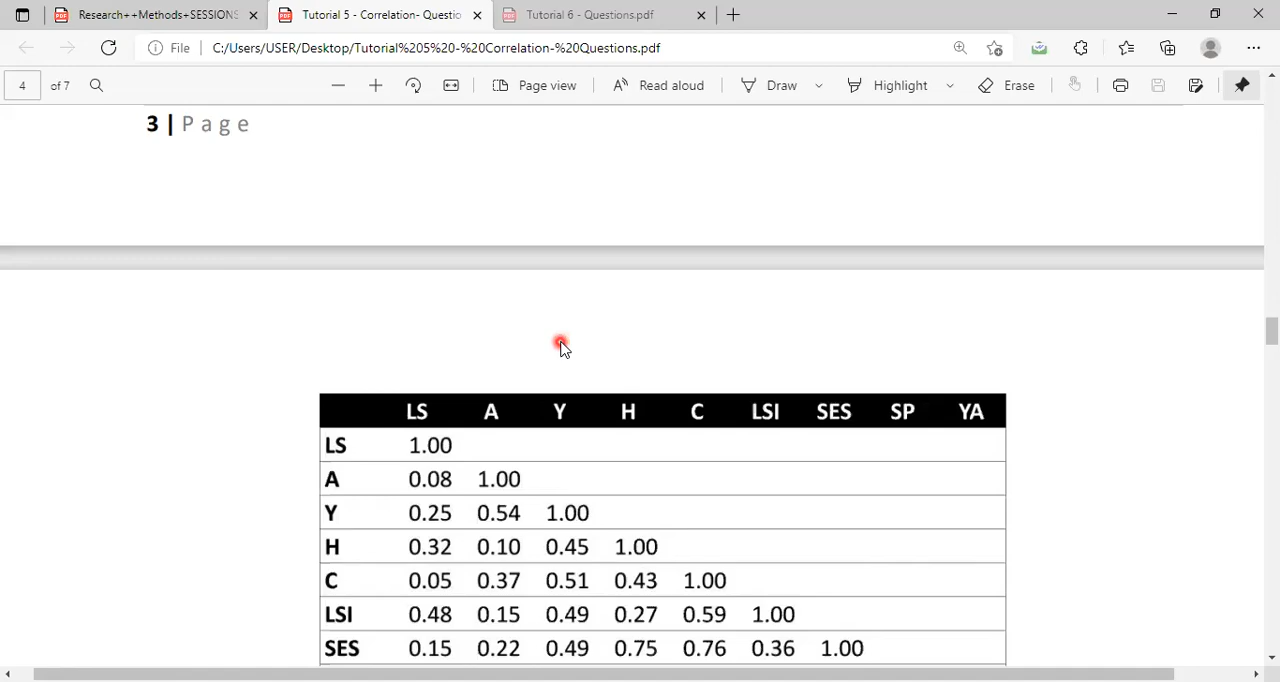 Research++Methods+SESSIONS
Tutorial 5 - Correlation- Questio
Tutorial 6 - Questions.pdf
File
C:/Users/USER/Desktop/Tutorial%205%20-%20Correlation-%20Questions.pdf
4 of 7
Page view
Read aloud
Draw
Highlight
Erase
3 | Page
LS A Y H C LSI SES SP YA
LS 1.00
A 0.08 1.00
Y 0.25 0.54 1.00
H 0.32 0.10 0.45 1.00
C 0.05 0.37 0.51 0.43 1.00
LSI 0.48 0.15 0.49 0.27 0.59 1.00
SES 0.15 0.22 0.49 0.75 0.76 0.36 1.00